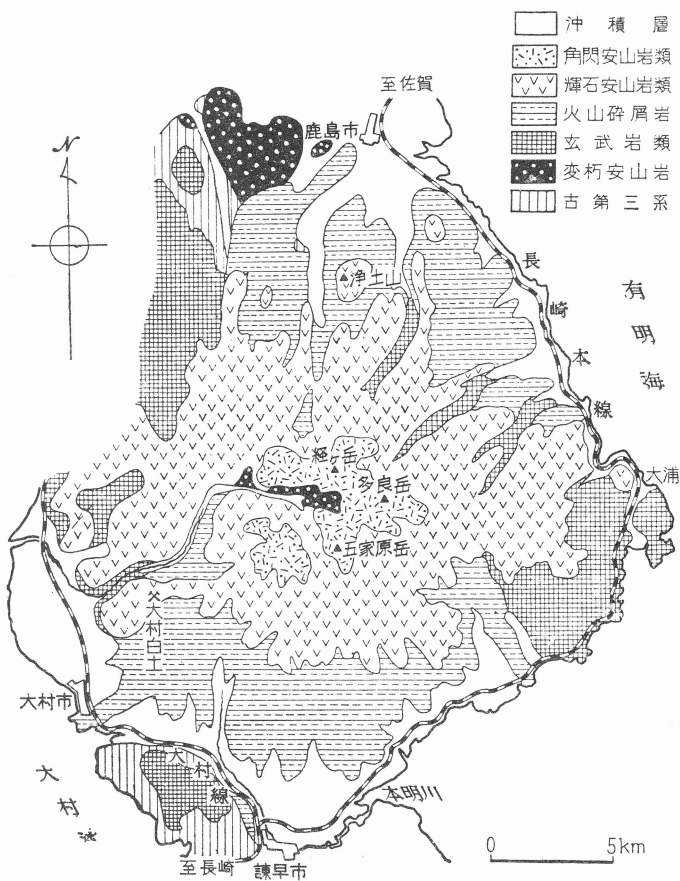 沖積層
角閃安山岩類
輝石安山岩類
火山砕屑岩
玄武岩類
変朽安山岩
古第三系
至佐賀
鹿島市
N
浄土山
長崎本線
有明海
経ヶ岳
多良岳
大浦
五家原岳
大村白土
大村市
大村線
大村湾
本明川
至長崎
諫早市
0 5km